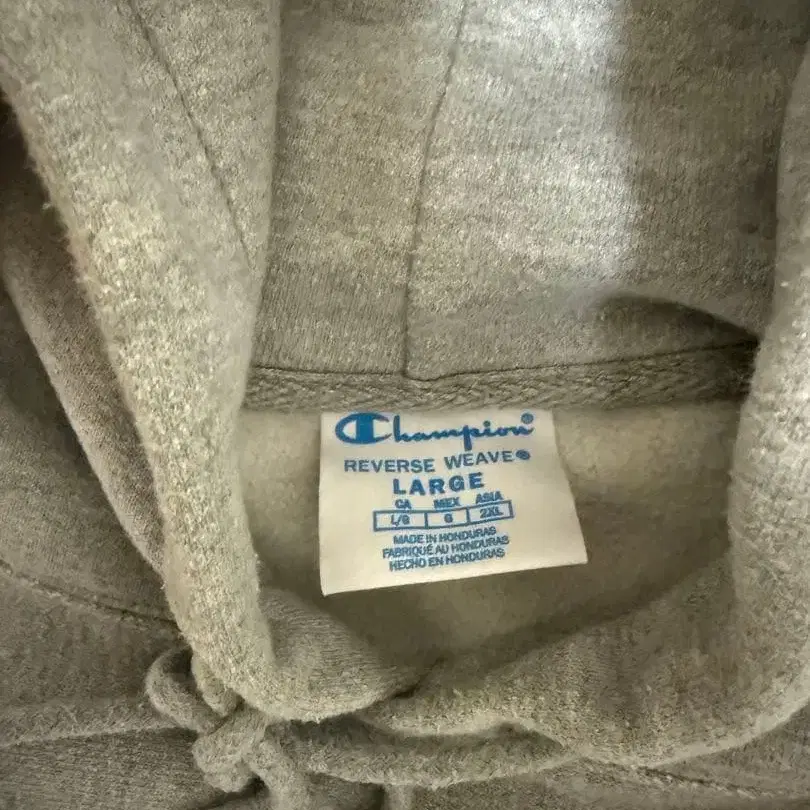 Champion®
REVERSE WEAVE®
LARGE
CA MEX ASIA
L/G G 2XL
MADE IN HONDURAS
FABRIQUÉ AU HONDURAS
HECHO EN HONDURAS